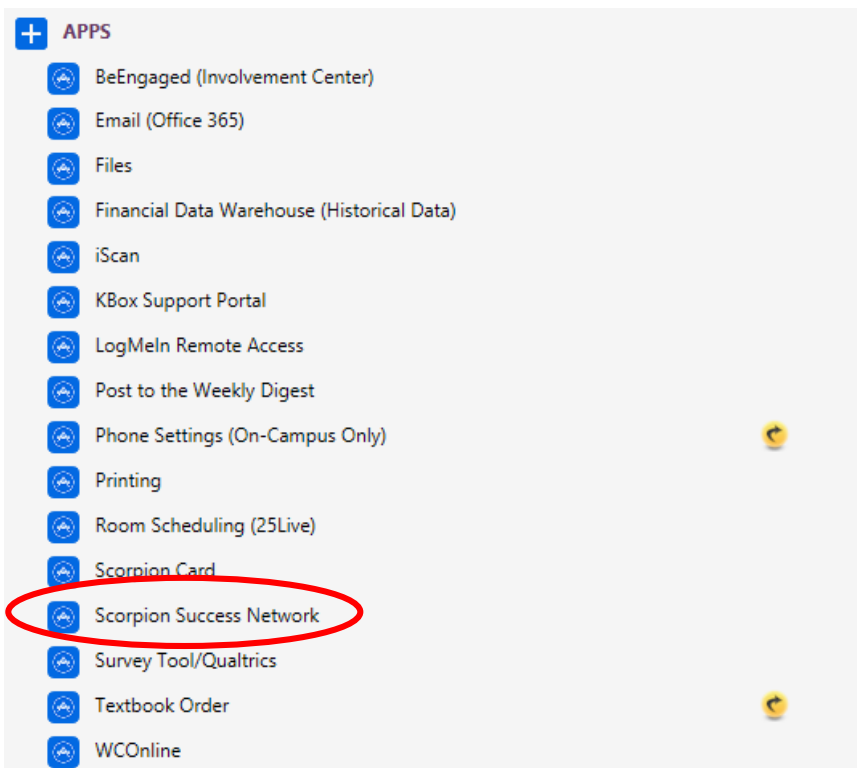 APPS
BeEngaged (Involvement Center)
Email (Office 365)
Files
Financial Data Warehouse (Historical Data)
iScan
KBox Support Portal
LogMeIn Remote Access
Post to the Weekly Digest
Phone Settings (On-Campus Only)
Printing
Room Scheduling (25Live)
Scorpion Card
Scorpion Success Network
Survey Tool/Qualtrics
Textbook Order
WCOnline